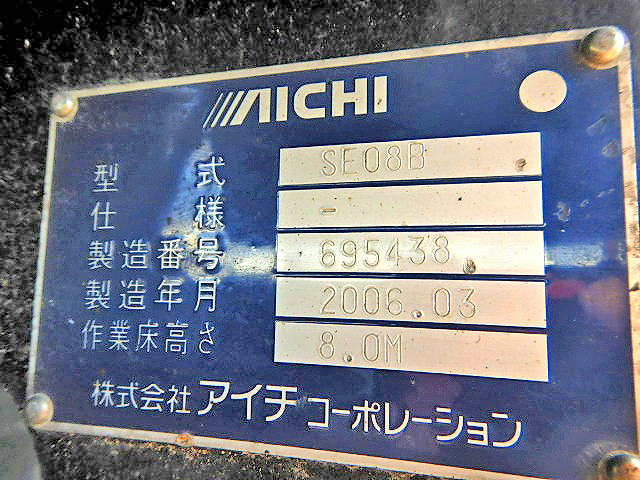 AICHI
型式 SE08B
仕様 -
製造番号 695438
製造年月 2006.03
作業床高さ 8.0M
株式会社 アイチ コーポレーション